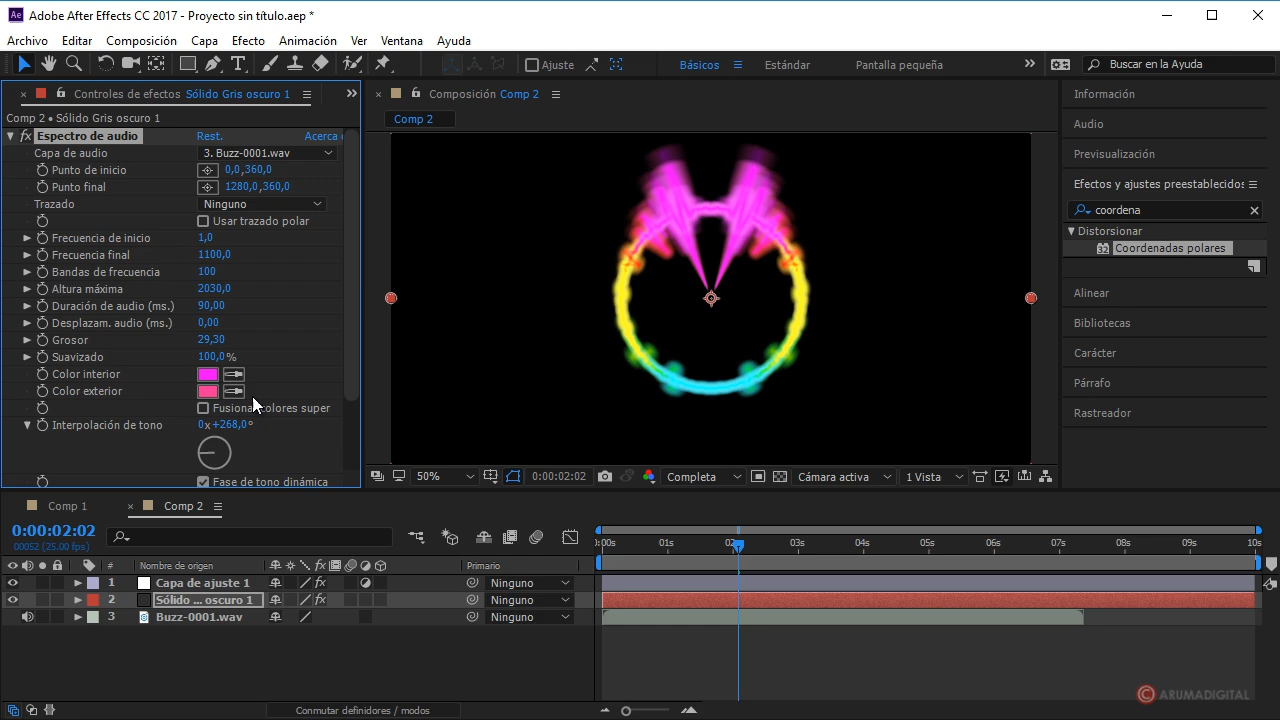 Ae Adobe After Effects CC 2017 - Proyecto sin título.aep *
Archivo Editar Composición Capa Efecto Animación Ver Ventana Ayuda
Ajuste Básicos Estándar Pantalla pequeña » Buscar en la Ayuda
× Controles de efectos Sólido Gris oscuro 1 »
Comp 2 • Sólido Gris oscuro 1
fx Espectro de audio Rest. Acerca
Capa de audio 3. Buzz-0001.wav
Punto de inicio 0,0,360,0
Punto final 1280,0,360,0
Trazado Ninguno
Usar trazado polar
Frecuencia de inicio 1,0
Frecuencia final 1100,0
Bandas de frecuencia 100
Altura máxima 2030,0
Duración de audio (ms.) 90,00
Desplazam. audio (ms.) 0,00
Grosor 29,30
Suavizado 100,0 %
Color interior
Color exterior
Fusionar colores super
Interpolación de tono 0x+268,0°
Fase de tono dinámica
× Composición Comp 2
Comp 2
50% 0:00:02:02 Completa Cámara activa 1 Vista
Información
Audio
Previsualización
Efectos y ajustes preestablecidos
coordena ×
Distorsionar
32 Coordenadas polares
Alinear
Bibliotecas
Carácter
Párrafo
Rastreador
Comp 1 × Comp 2
0:00:02:02
00052 (25.00 fps)
:00s 01s 02s 03s 04s 05s 06s 07s 08s 09s 10s
# Nombre de origen fx Primario
1 Capa de ajuste 1 fx Ninguno
2 Sólido ... oscuro 1 fx Ninguno
3 Buzz-0001.wav Ninguno
Conmutar definidores / modos
© ARUMADIGITAL